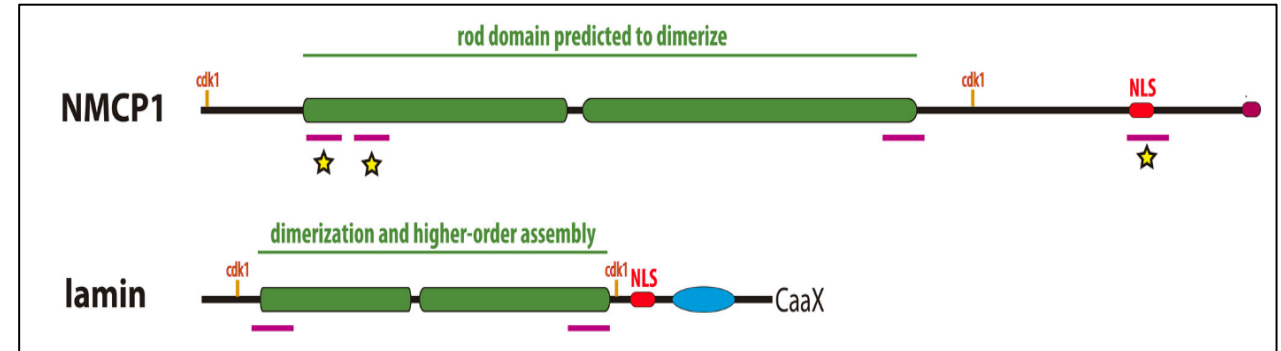 rod domain predicted to dimerize
cdk1
cdk1
NLS
NMCP1
dimerization and higher-order assembly
cdk1
cdk1
NLS
lamin
CaaX